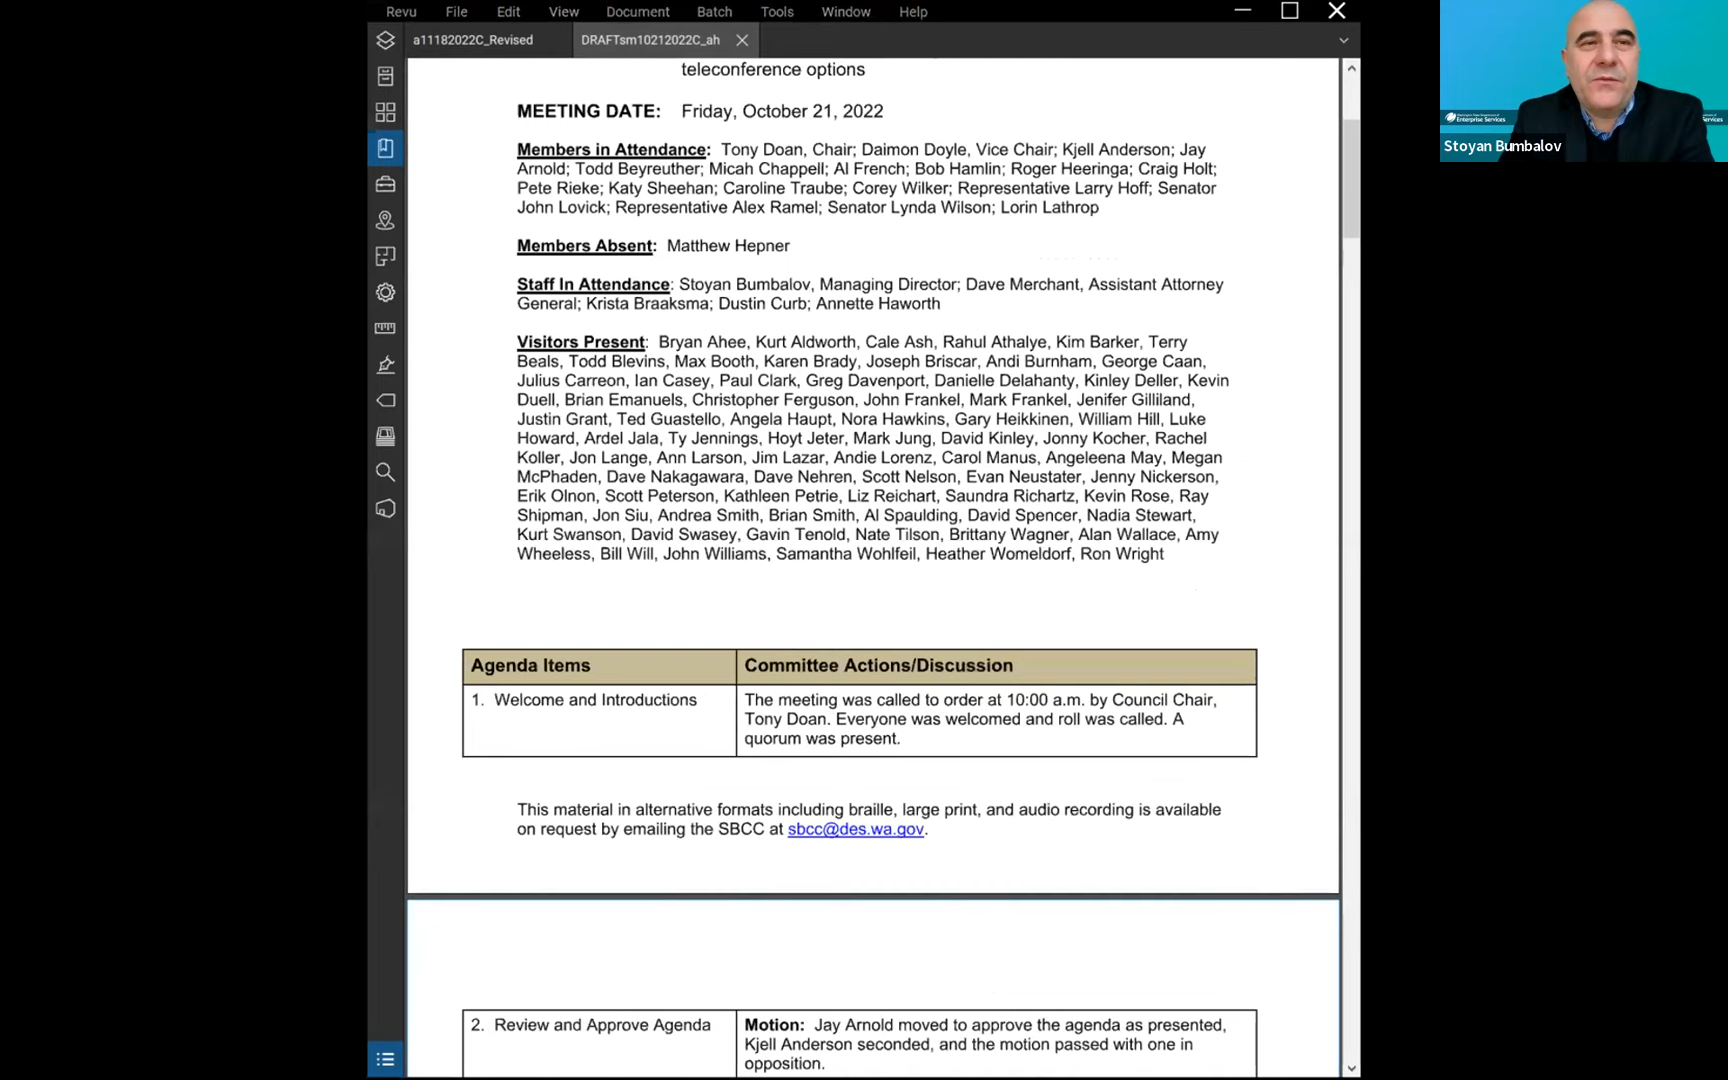 Revu File Edit View Document Batch Tools Window Help
a11182022C_Revised DRAFTsm10212022C_ah
teleconference options
MEETING DATE: Friday, October 21, 2022
Members in Attendance: Tony Doan, Chair; Daimon Doyle, Vice Chair; Kjell Anderson; Jay
Arnold; Todd Beyreuther; Micah Chappell; Al French; Bob Hamlin; Roger Heeringa; Craig Holt;
Pete Rieke; Katy Sheehan; Caroline Traube; Corey Wilker; Representative Larry Hoff; Senator
John Lovick; Representative Alex Ramel; Senator Lynda Wilson; Lorin Lathrop
Members Absent: Matthew Hepner
Staff In Attendance: Stoyan Bumbalov, Managing Director; Dave Merchant, Assistant Attorney
General; Krista Braaksma; Dustin Curb; Annette Haworth
Visitors Present: Bryan Ahee, Kurt Aldworth, Cale Ash, Rahul Athalye, Kim Barker, Terry
Beals, Todd Blevins, Max Booth, Karen Brady, Joseph Briscar, Andi Burnham, George Caan,
Julius Carreon, Ian Casey, Paul Clark, Greg Davenport, Danielle Delahanty, Kinley Deller, Kevin
Duell, Brian Emanuels, Christopher Ferguson, John Frankel, Mark Frankel, Jenifer Gilliland,
Justin Grant, Ted Guastello, Angela Haupt, Nora Hawkins, Gary Heikkinen, William Hill, Luke
Howard, Ardel Jala, Ty Jennings, Hoyt Jeter, Mark Jung, David Kinley, Jonny Kocher, Rachel
Koller, Jon Lange, Ann Larson, Jim Lazar, Andie Lorenz, Carol Manus, Angeleena May, Megan
McPhaden, Dave Nakagawara, Dave Nehren, Scott Nelson, Evan Neustater, Jenny Nickerson,
Erik Olnon, Scott Peterson, Kathleen Petrie, Liz Reichart, Saundra Richartz, Kevin Rose, Ray
Shipman, Jon Siu, Andrea Smith, Brian Smith, Al Spaulding, David Spencer, Nadia Stewart,
Kurt Swanson, David Swasey, Gavin Tenold, Nate Tilson, Brittany Wagner, Alan Wallace, Amy
Wheeless, Bill Will, John Williams, Samantha Wohlfeil, Heather Womeldorf, Ron Wright
Agenda Items Committee Actions/Discussion
1. Welcome and Introductions The meeting was called to order at 10:00 a.m. by Council Chair,
Tony Doan. Everyone was welcomed and roll was called. A
quorum was present.
This material in alternative formats including braille, large print, and audio recording is available
on request by emailing the SBCC at sbcc@des.wa.gov.
2. Review and Approve Agenda Motion: Jay Arnold moved to approve the agenda as presented,
Kjell Anderson seconded, and the motion passed with one in
opposition.
Enterprise Services
Stoyan Bumbalov